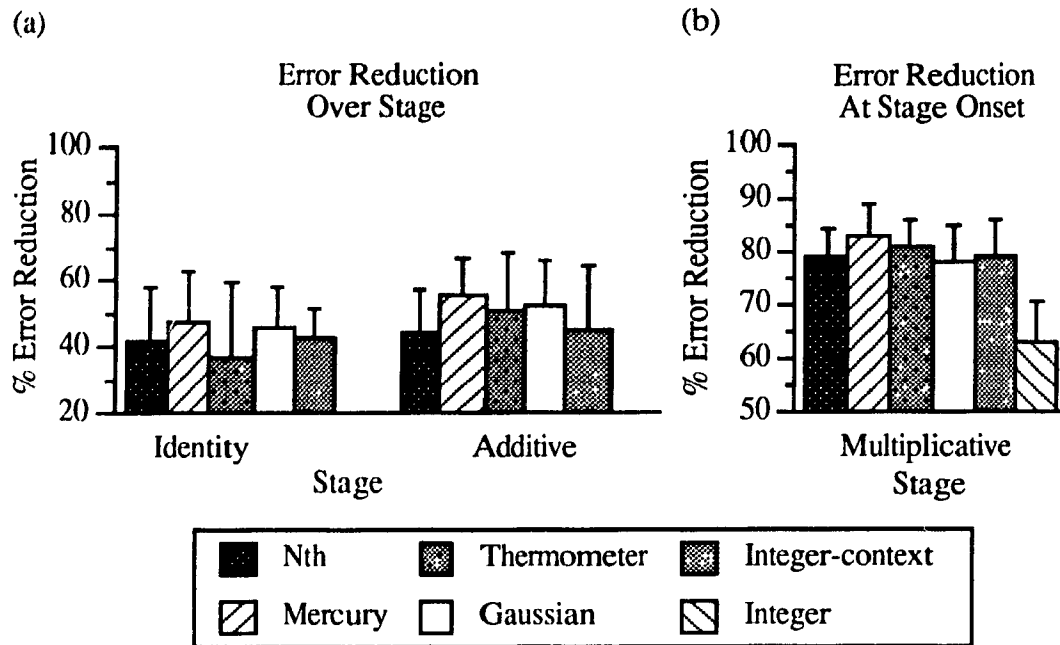 (a)
Error Reduction
Over Stage
% Error Reduction
100
80
60
40
20
Identity
Additive
Stage
(b)
Error Reduction
At Stage Onset
% Error Reduction
100
90
80
70
60
50
Multiplicative
Stage
Nth
Thermometer
Integer-context
Mercury
Gaussian
Integer